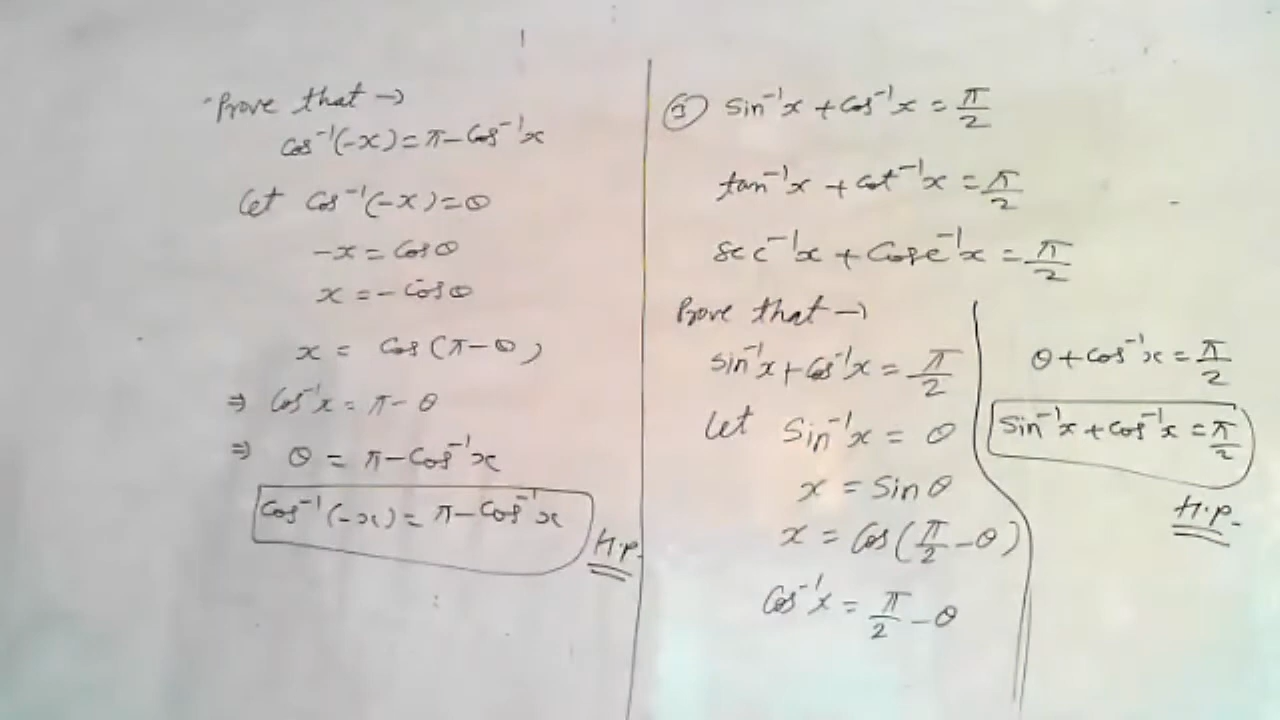 Prove that →
Cos⁻¹(-x) = π - Cos⁻¹x
Let Cos⁻¹(-x) = θ
-x = Cosθ
x = - Cosθ
x = Cos(π-θ)
⇒ Cos⁻¹x = π - θ
⇒ θ = π - Cos⁻¹x
Cos⁻¹(-x) = π - Cos⁻¹x
H.P.
③ Sin⁻¹x + Cos⁻¹x = π/2
tan⁻¹x + Cot⁻¹x = π/2
Sec⁻¹x + Cosec⁻¹x = π/2
Prove that →
Sin⁻¹x + Cos⁻¹x = π/2
Let Sin⁻¹x = θ
x = Sinθ
x = Cos(π/2 - θ)
Cos⁻¹x = π/2 - θ
θ + Cos⁻¹x = π/2
Sin⁻¹x + Cos⁻¹x = π/2
H.P.